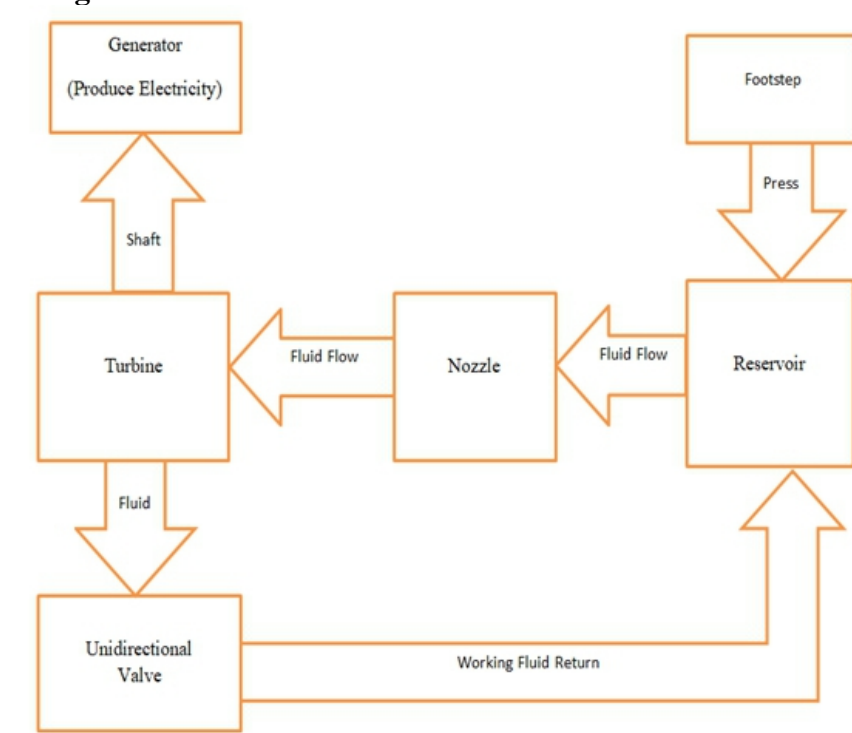 Generator
(Produce Electricity)
Footstep
Press
Shaft
Turbine
Fluid Flow
Nozzle
Fluid Flow
Reservoir
Fluid
Unidirectional
Valve
Working Fluid Return